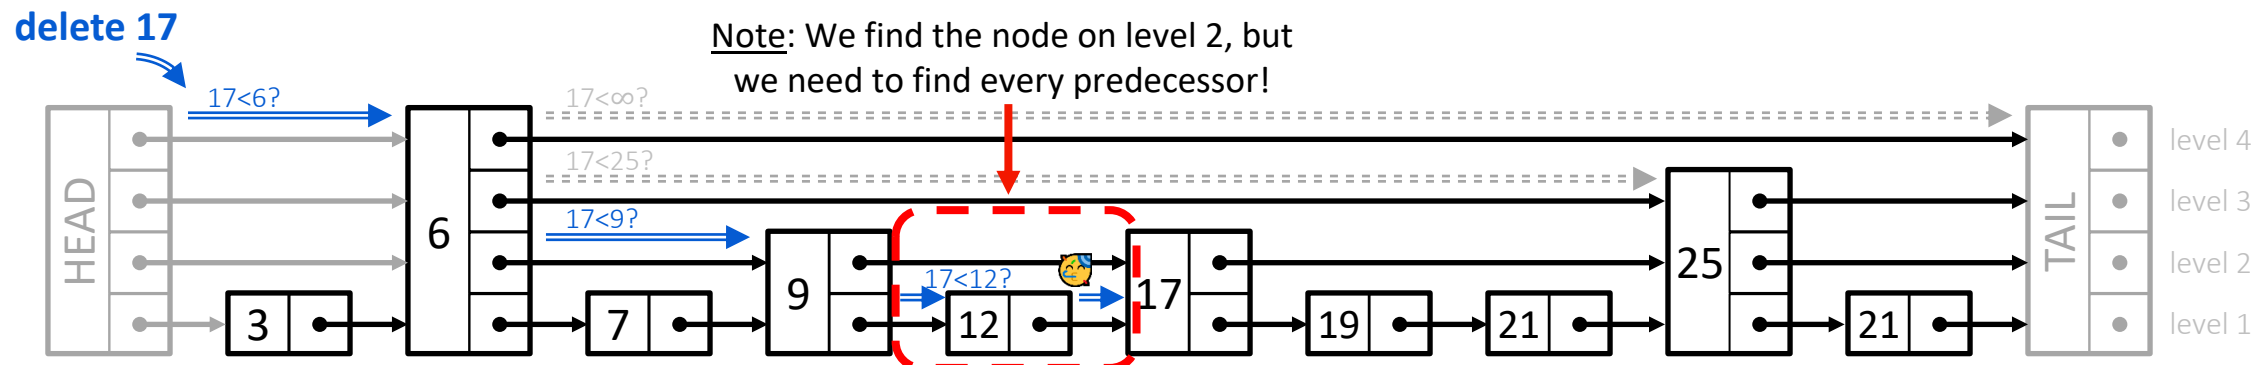 delete 17
Note: We find the node on level 2, but
we need to find every predecessor!
17<6?
17<∞?
17<25?
17<9?
17<12?
HEAD
3
6
7
9
12
17
19
21
25
21
TAIL
level 4
level 3
level 2
level 1